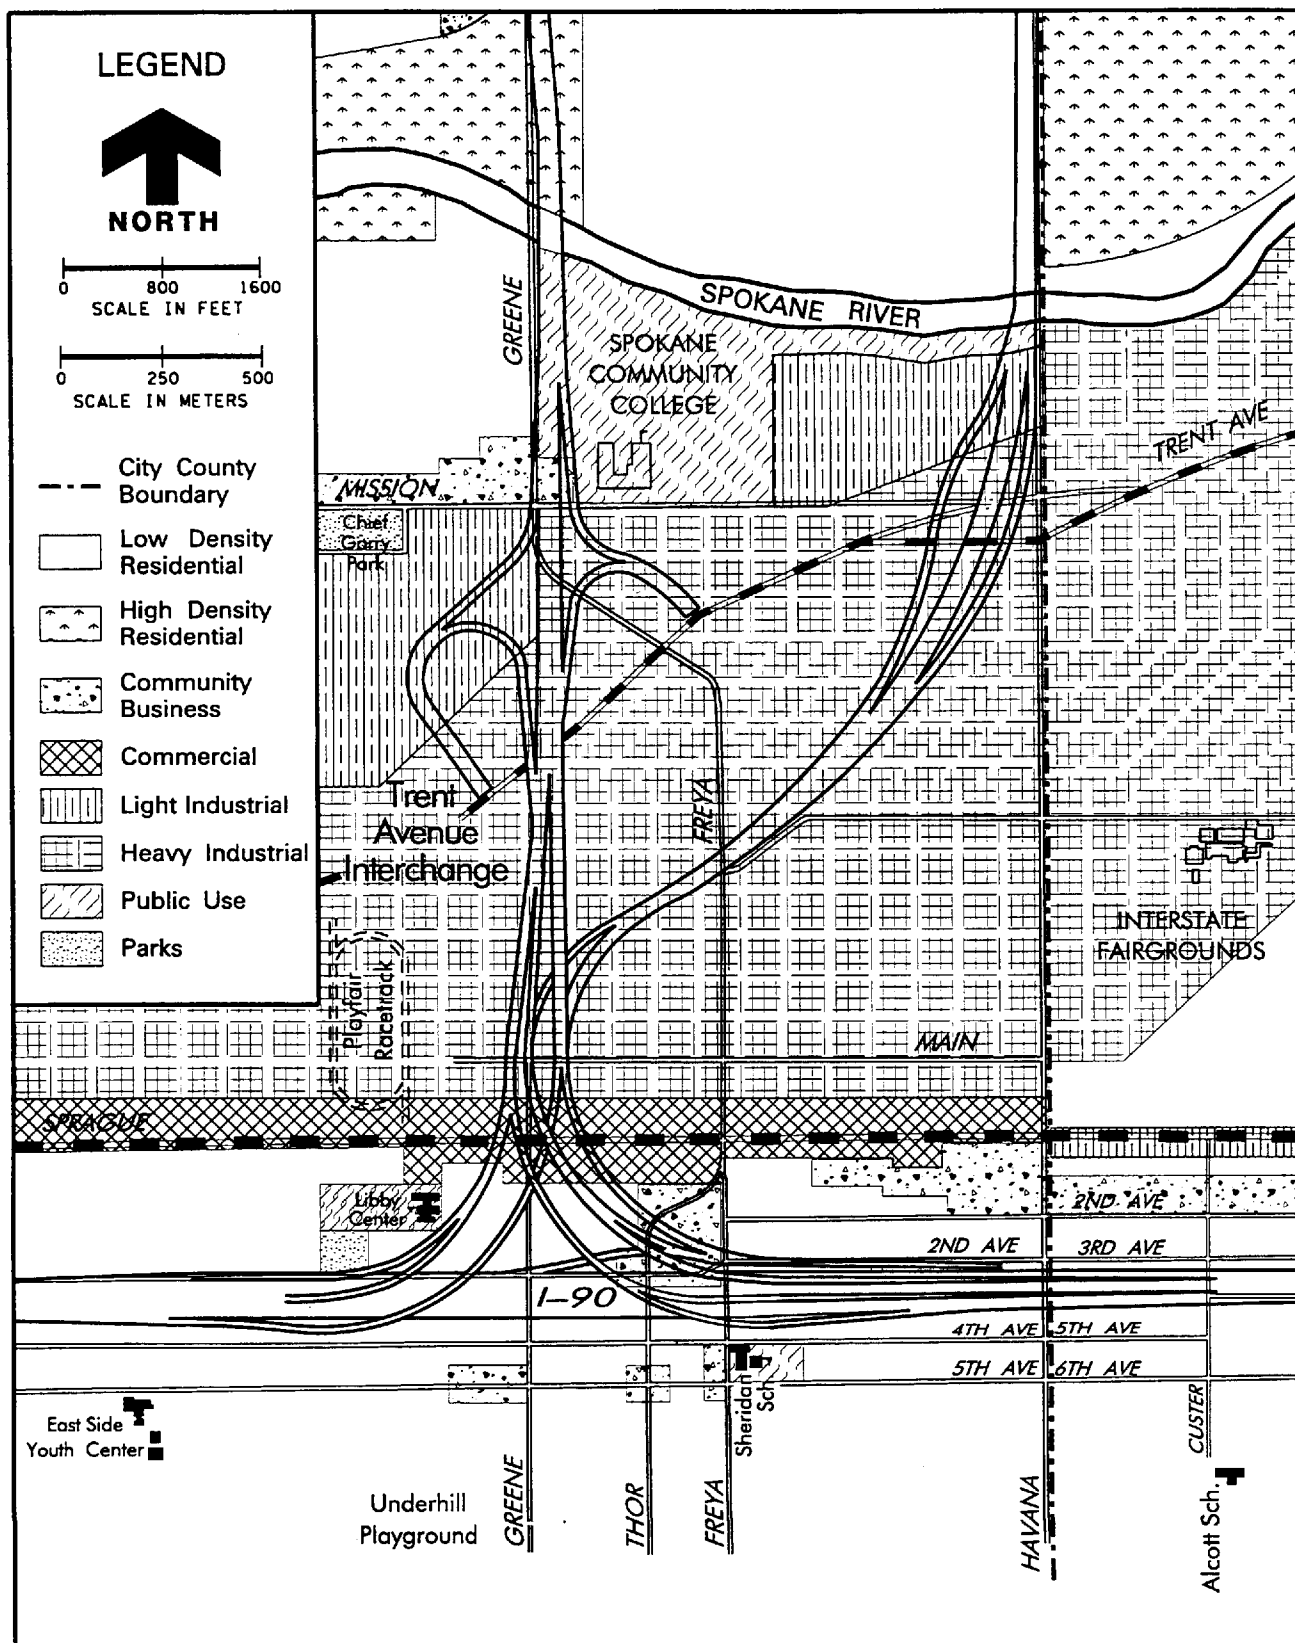 LEGEND
NORTH
0 800 1600
SCALE IN FEET
0 250 500
SCALE IN METERS
City County
Boundary
Low Density
Residential
High Density
Residential
Community
Business
Commercial
Light Industrial
Heavy Industrial
Public Use
Parks
GREENE
SPOKANE RIVER
SPOKANE
COMMUNITY
COLLEGE
TRENT AVE
MISSION
Chief
Garry
Park
Trent
Avenue
Interchange
FREYA
INTERSTATE
FAIRGROUNDS
Playfair
Racetrack
MAIN
SPRAGUE
Libby
Center
2ND AVE
2ND AVE
3RD AVE
I-90
4TH AVE
5TH AVE
5TH AVE
6TH AVE
Sheridan
Sch.
East Side
Youth Center
CUSTER
Underhill
Playground
GREENE
THOR
FREYA
HAVANA
Alcott Sch.